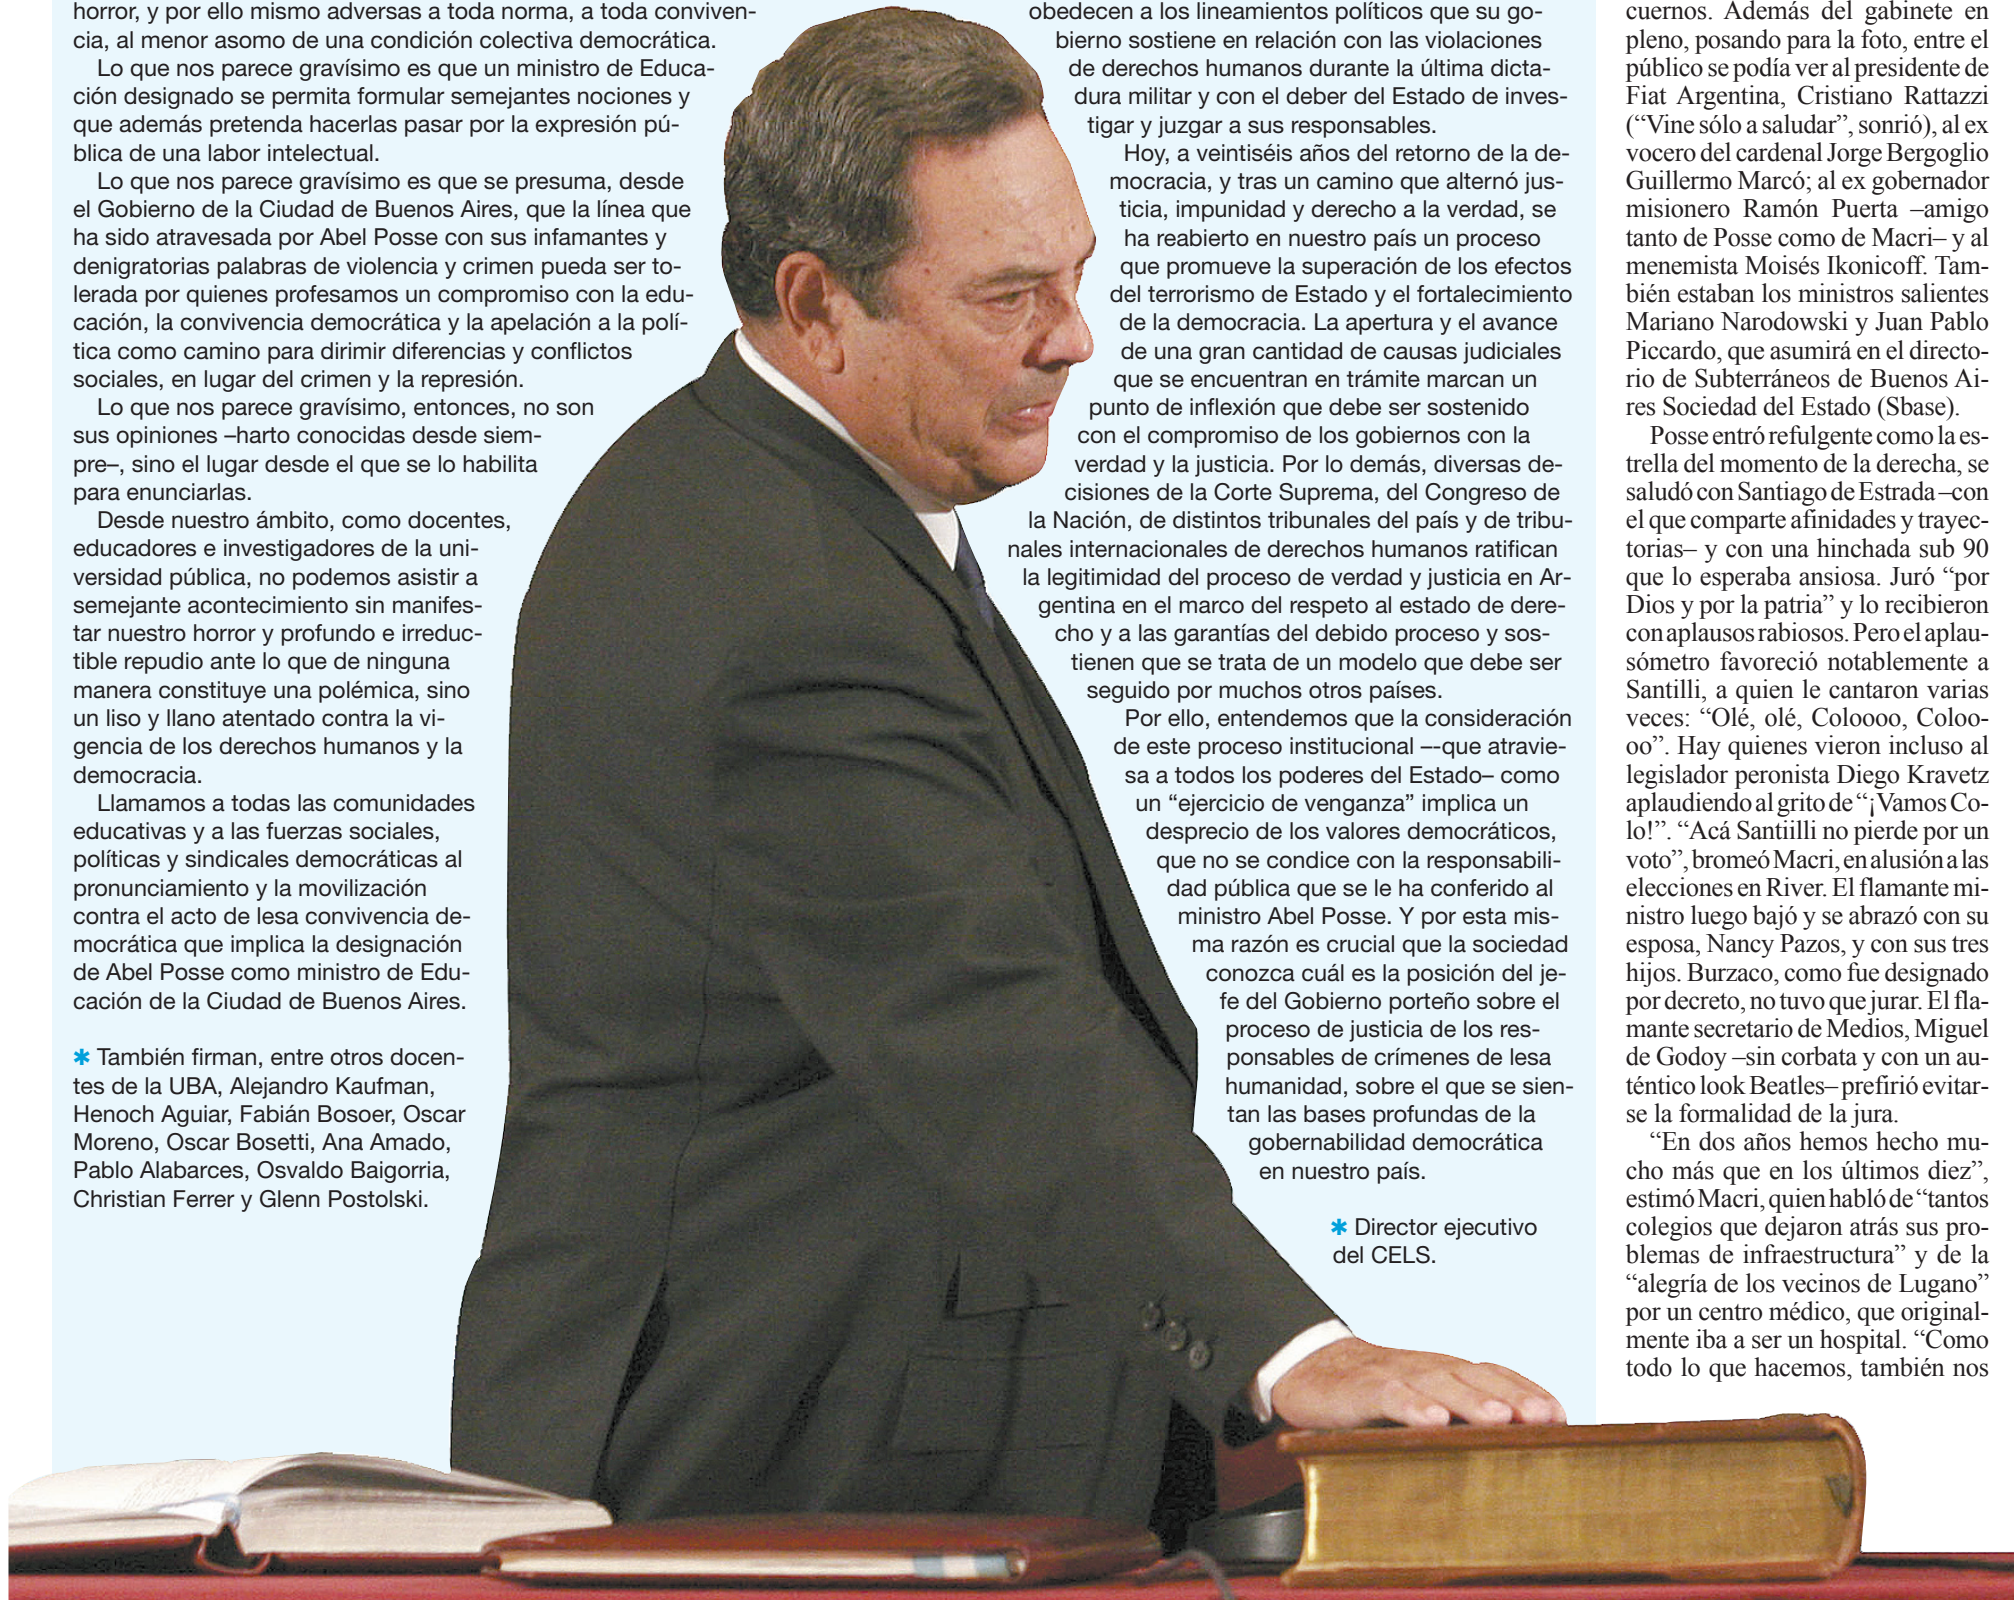 horror, y por ello mismo adversas a toda norma, a toda conviven-
cia, al menor asomo de una condición colectiva democrática.
Lo que nos parece gravísimo es que un ministro de Educa-
ción designado se permita formular semejantes nociones y
que además pretenda hacerlas pasar por la expresión pú-
blica de una labor intelectual.
Lo que nos parece gravísimo es que se presuma, desde
el Gobierno de la Ciudad de Buenos Aires, que la línea que
ha sido atravesada por Abel Posse con sus infamantes y
denigratorias palabras de violencia y crimen pueda ser to-
lerada por quienes profesamos un compromiso con la edu-
cación, la convivencia democrática y la apelación a la polí-
tica como camino para dirimir diferencias y conflictos
sociales, en lugar del crimen y la represión.
Lo que nos parece gravísimo, entonces, no son
sus opiniones –harto conocidas desde siem-
pre–, sino el lugar desde el que se lo habilita
para enunciarlas.
Desde nuestro ámbito, como docentes,
educadores e investigadores de la uni-
versidad pública, no podemos asistir a
semejante acontecimiento sin manifes-
tar nuestro horror y profundo e irreduc-
tible repudio ante lo que de ninguna
manera constituye una polémica, sino
un liso y llano atentado contra la vi-
gencia de los derechos humanos y la
democracia.
Llamamos a todas las comunidades
educativas y a las fuerzas sociales,
políticas y sindicales democráticas al
pronunciamiento y la movilización
contra el acto de lesa convivencia de-
mocrática que implica la designación
de Abel Posse como ministro de Edu-
cación de la Ciudad de Buenos Aires.
✱ También firman, entre otros docen-
tes de la UBA, Alejandro Kaufman,
Henoch Aguiar, Fabián Bosoer, Oscar
Moreno, Oscar Bosetti, Ana Amado,
Pablo Alabarces, Osvaldo Baigorria,
Christian Ferrer y Glenn Postolski.
obedecen a los lineamientos políticos que su go-
bierno sostiene en relación con las violaciones
de derechos humanos durante la última dicta-
dura militar y con el deber del Estado de inves-
tigar y juzgar a sus responsables.
Hoy, a veintiséis años del retorno de la de-
mocracia, y tras un camino que alternó jus-
ticia, impunidad y derecho a la verdad, se
ha reabierto en nuestro país un proceso
que promueve la superación de los efectos
del terrorismo de Estado y el fortalecimiento
de la democracia. La apertura y el avance
de una gran cantidad de causas judiciales
que se encuentran en trámite marcan un
punto de inflexión que debe ser sostenido
con el compromiso de los gobiernos con la
verdad y la justicia. Por lo demás, diversas de-
cisiones de la Corte Suprema, del Congreso de
la Nación, de distintos tribunales del país y de tribu-
nales internacionales de derechos humanos ratifican
la legitimidad del proceso de verdad y justicia en Ar-
gentina en el marco del respeto al estado de dere-
cho y a las garantías del debido proceso y sos-
tienen que se trata de un modelo que debe ser
seguido por muchos otros países.
Por ello, entendemos que la consideración
de este proceso institucional –-que atravie-
sa a todos los poderes del Estado– como
un “ejercicio de venganza” implica un
desprecio de los valores democráticos,
que no se condice con la responsabili-
dad pública que se le ha conferido al
ministro Abel Posse. Y por esta mis-
ma razón es crucial que la sociedad
conozca cuál es la posición del je-
fe del Gobierno porteño sobre el
proceso de justicia de los res-
ponsables de crímenes de lesa
humanidad, sobre el que se sien-
tan las bases profundas de la
gobernabilidad democrática
en nuestro país.
✱ Director ejecutivo
del CELS.
cuernos. Además del gabinete en
pleno, posando para la foto, entre el
público se podía ver al presidente de
Fiat Argentina, Cristiano Rattazzi
(“Vine sólo a saludar”, sonrió), al ex
vocero del cardenal Jorge Bergoglio
Guillermo Marcó; al ex gobernador
misionero Ramón Puerta –amigo
tanto de Posse como de Macri– y al
menemista Moisés Ikonicoff. Tam-
bién estaban los ministros salientes
Mariano Narodowski y Juan Pablo
Piccardo, que asumirá en el directo-
rio de Subterráneos de Buenos Ai-
res Sociedad del Estado (Sbase).
Posse entró refulgente como la es-
trella del momento de la derecha, se
saludó con Santiago de Estrada –con
el que comparte afinidades y trayec-
torias– y con una hinchada sub 90
que lo esperaba ansiosa. Juró “por
Dios y por la patria” y lo recibieron
con aplausos rabiosos. Pero el aplau-
sómetro favoreció notablemente a
Santilli, a quien le cantaron varias
veces: “Olé, olé, Coloooo, Coloo-
oo”. Hay quienes vieron incluso al
legislador peronista Diego Kravetz
aplaudiendo al grito de “¡Vamos Co-
lo!”. “Acá Santiilli no pierde por un
voto”, bromeó Macri, en alusión a las
elecciones en River. El flamante mi-
nistro luego bajó y se abrazó con su
esposa, Nancy Pazos, y con sus tres
hijos. Burzaco, como fue designado
por decreto, no tuvo que jurar. El fla-
mante secretario de Medios, Miguel
de Godoy –sin corbata y con un au-
téntico look Beatles– prefirió evitar-
se la formalidad de la jura.
“En dos años hemos hecho mu-
cho más que en los últimos diez”,
estimó Macri, quien habló de “tantos
colegios que dejaron atrás sus pro-
blemas de infraestructura” y de la
“alegría de los vecinos de Lugano”
por un centro médico, que original-
mente iba a ser un hospital. “Como
todo lo que hacemos, también nos